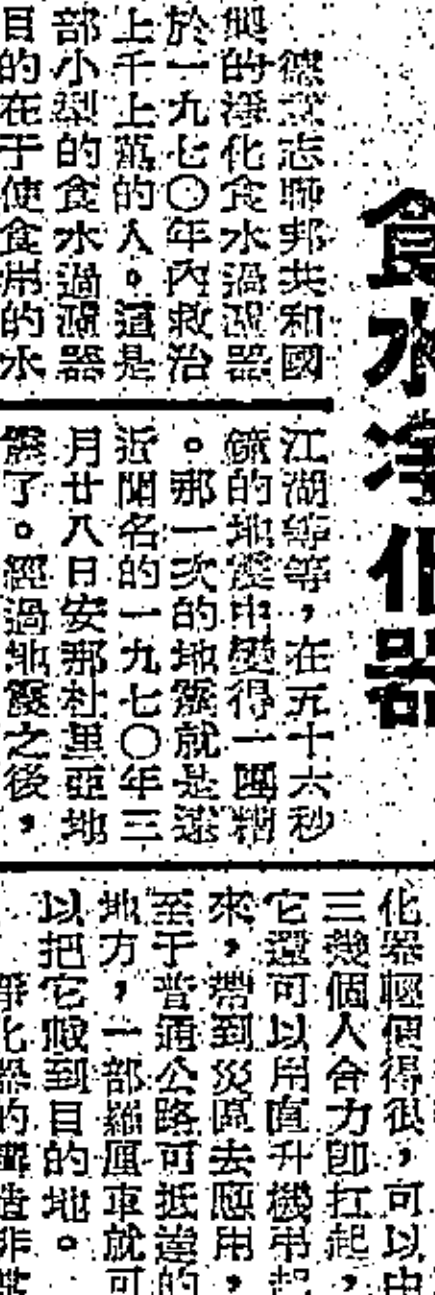 食水淨化器
德意志聯邦共和國
的淨化食水過濾器
於一九七〇年內救治
上千上萬的人。這是
部小型的食水過濾器
目的在于使食用的水
江湖等等，在五十六秒
鐘的地震中變得一團糟
。那一次的地震就是遠
近聞名的一九七〇年三
月廿八日安那村里亞地
震了。經過地震之後，
化器輕便得很，可以由
三幾個人合力卽扛起，
它還可以用直升機吊起
來，帶到災區去應用，
至于普通公路可抵達的
地方，一部羅厘車就可
以把它載到目的地。
淨化器的製造非